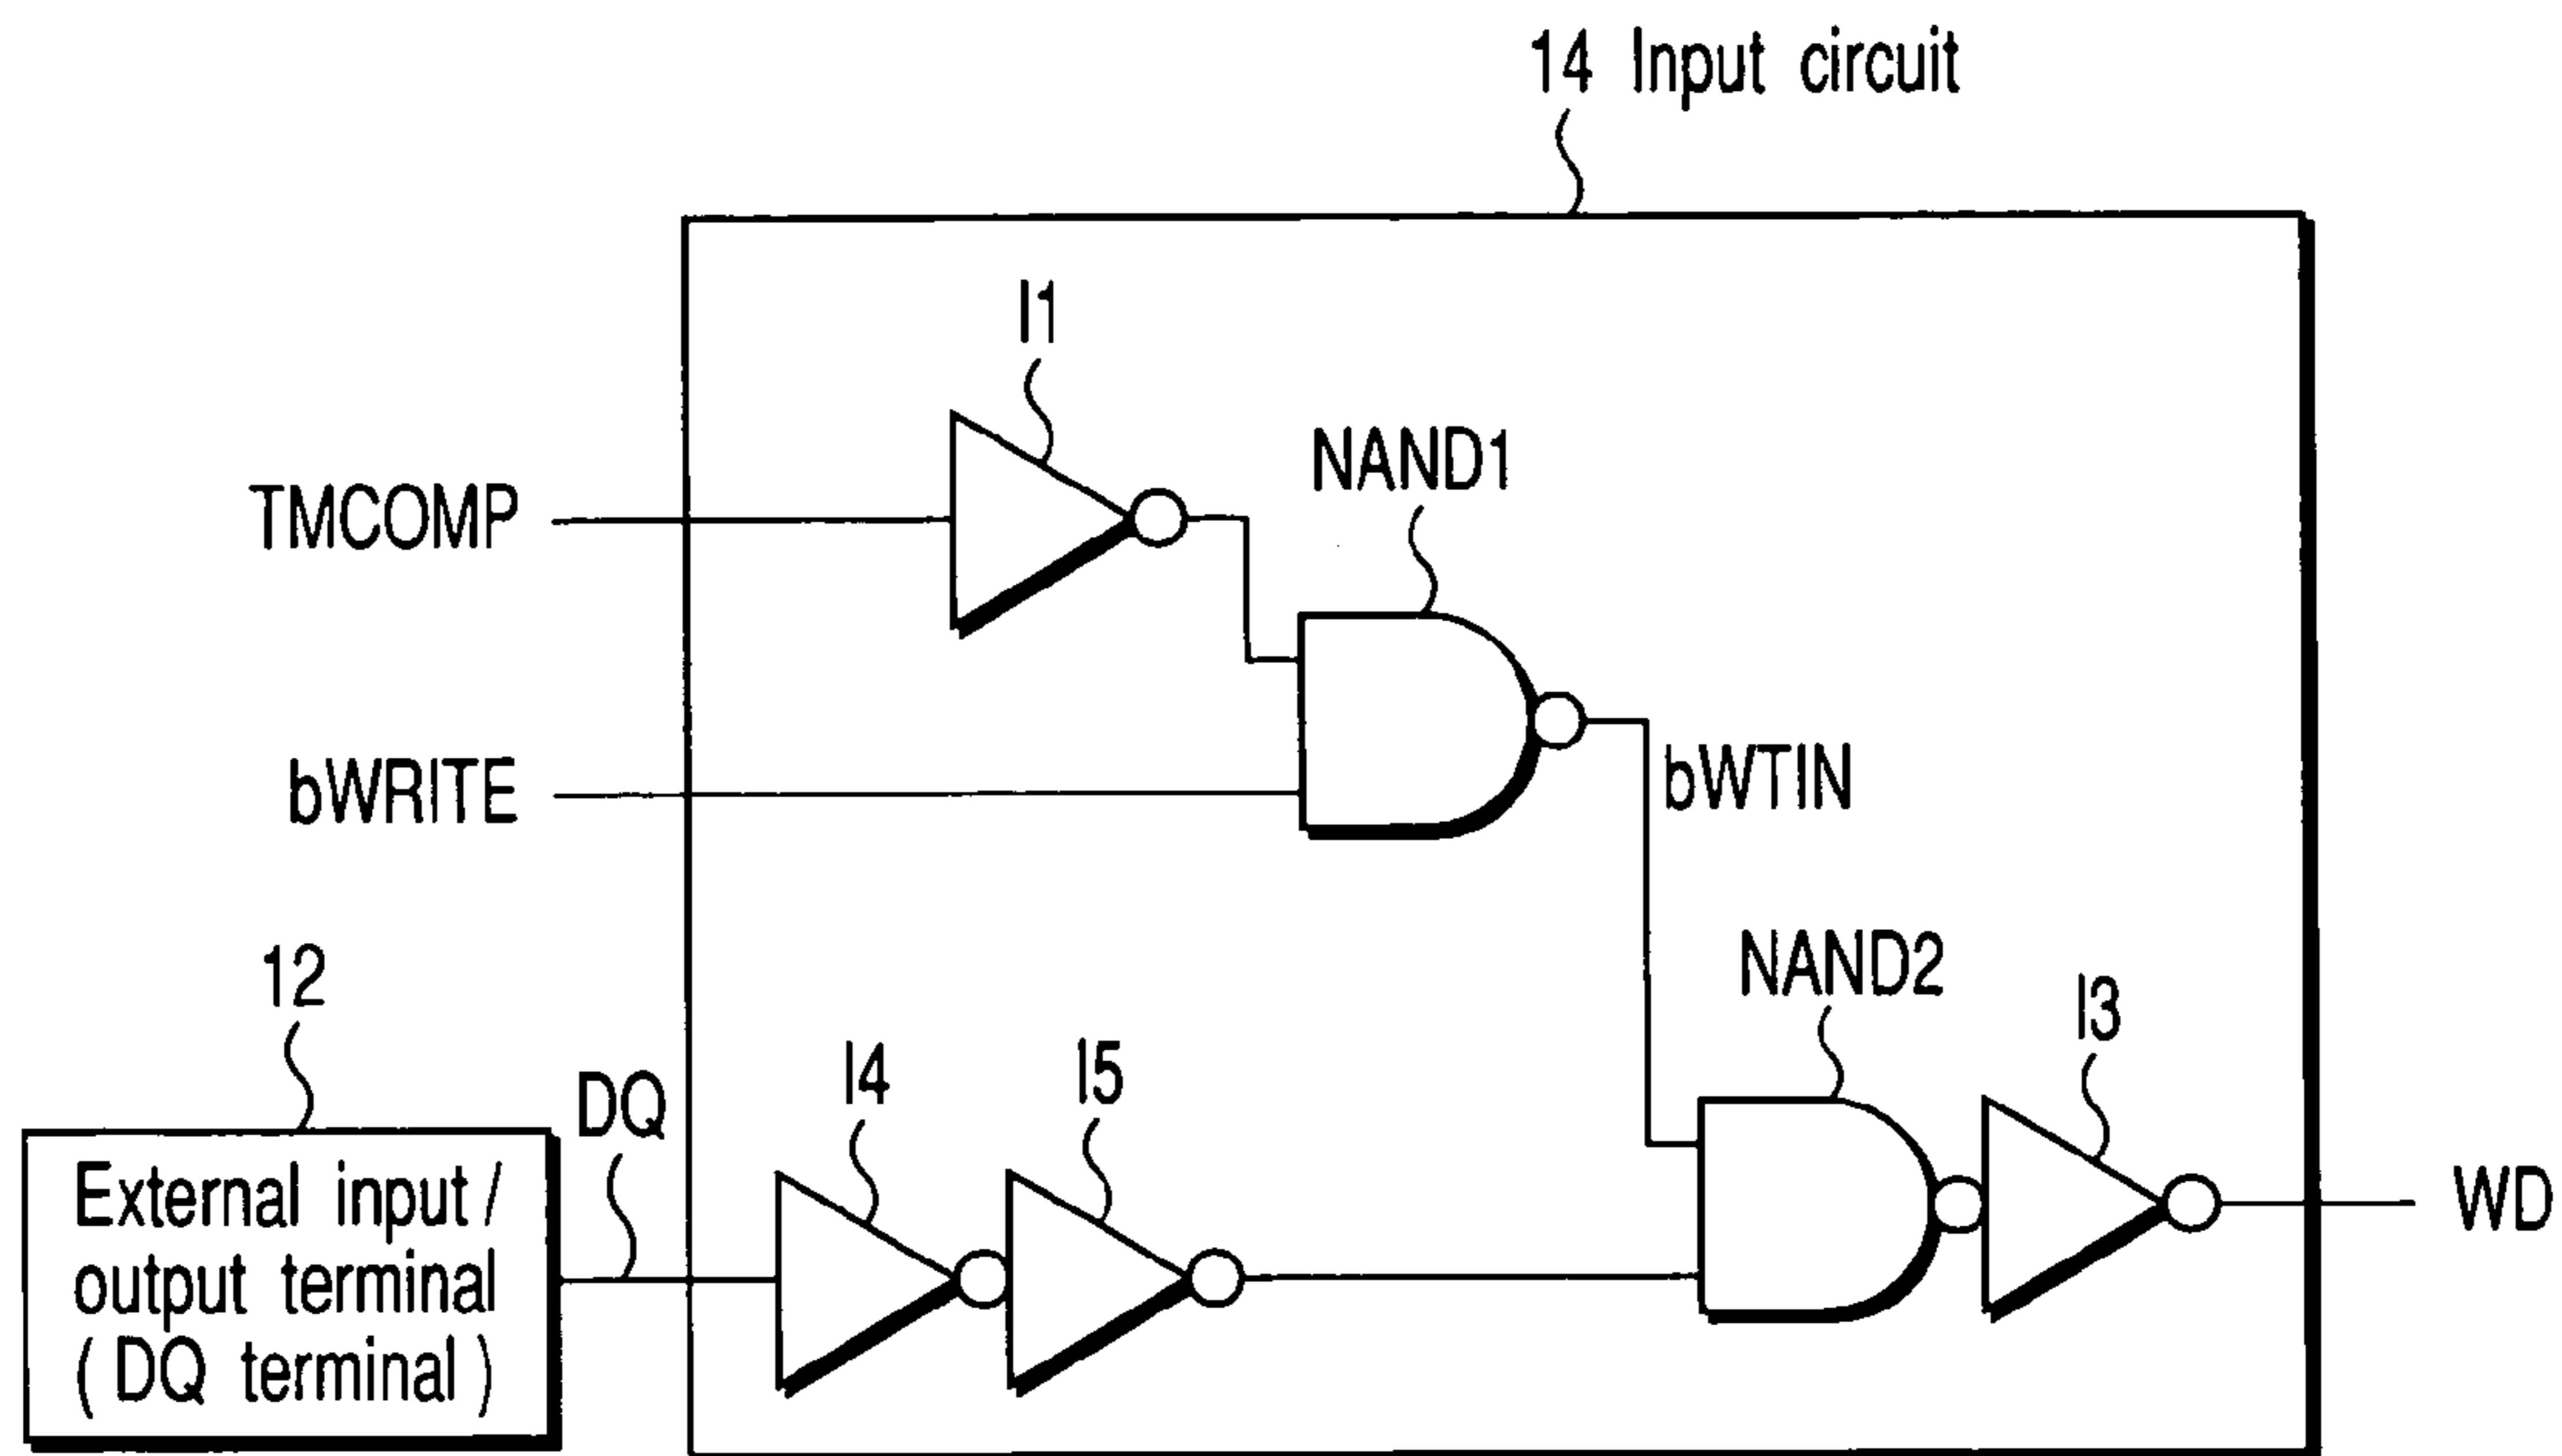 14 Input circuit
I1
NAND1
TMCOMP
bWRITE
bWTIN
12
NAND2
I3
DQ
I4
I5
External input /
output terminal
( DQ terminal )
WD